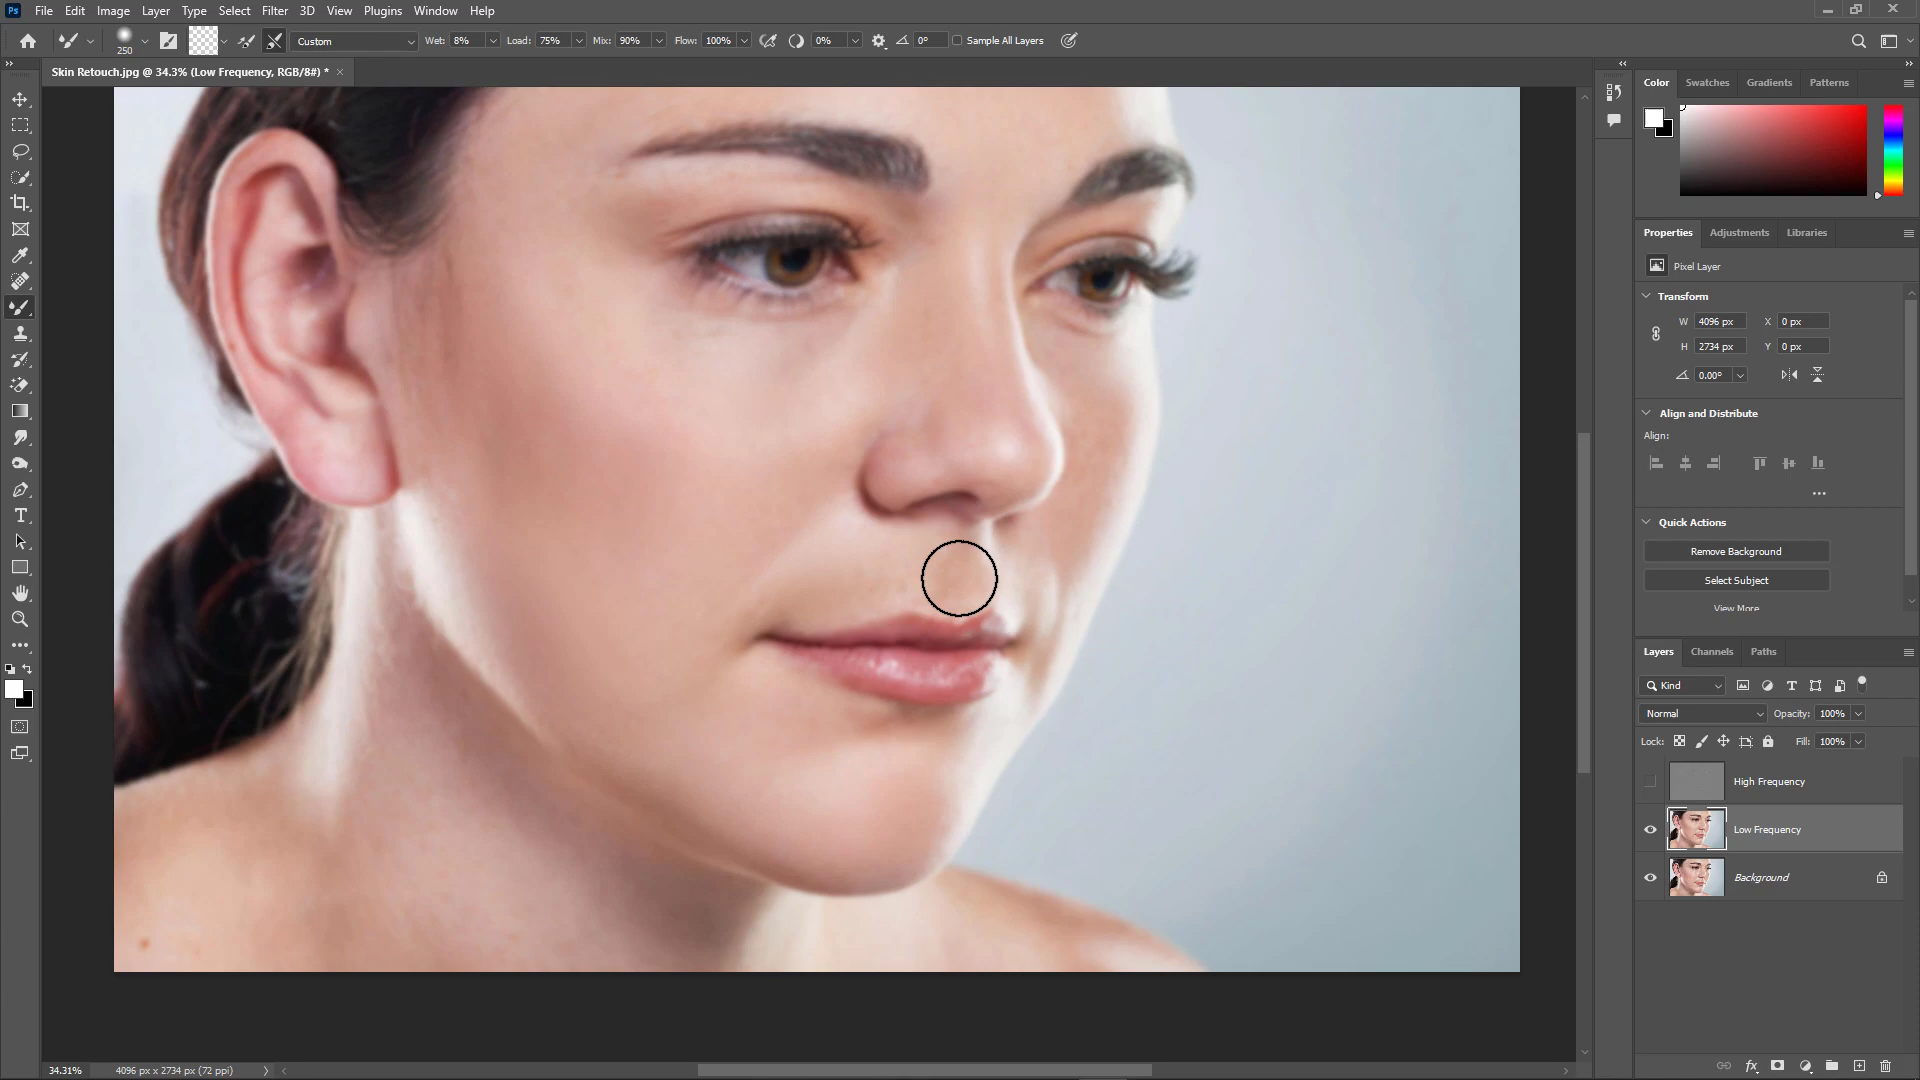 Ps File Edit Image Layer Type Select Filter 3D View Plugins Window Help
250 Custom Wet: 8% Load: 75% Mix: 90% Flow: 100% 0% 0° Sample All Layers
Skin Retouch.jpg @ 34.3% (Low Frequency, RGB/8#) * ×
Color Swatches Gradients Patterns
Properties Adjustments Libraries
Pixel Layer
Transform
W 4096 px X 0 px
H 2734 px Y 0 px
0.00°
Align and Distribute
Align:
Quick Actions
Remove Background
Select Subject
View More
Layers Channels Paths
Kind
Normal Opacity: 100%
Lock: Fill: 100%
High Frequency
Low Frequency
Background
34.31% 4096 px x 2734 px (72 ppi)